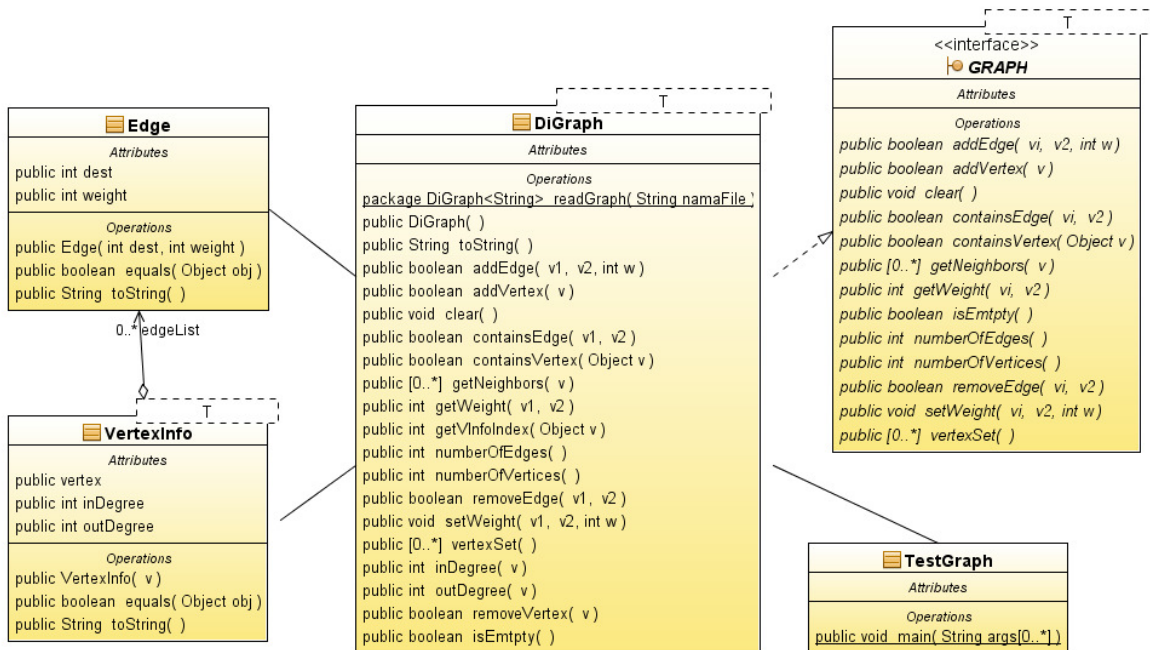 Edge
Attributes
public int dest
public int weight
Operations
public Edge( int dest, int weight )
public boolean equals( Object obj )
public String toString( )
0..* edgeList
T
VertexInfo
Attributes
public vertex
public int inDegree
public int outDegree
Operations
public VertexInfo( v )
public boolean equals( Object obj )
public String toString( )
T
DiGraph
Attributes
Operations
package DiGraph<String> readGraph( String namaFile )
public DiGraph( )
public String toString( )
public boolean addEdge( v1, v2, int w )
public boolean addVertex( v )
public void clear( )
public boolean containsEdge( v1, v2 )
public boolean containsVertex( Object v )
public [0..*] getNeighbors( v )
public int getWeight( v1, v2 )
public int getVInfoIndex( Object v )
public int numberOfEdges( )
public int numberOfVertices( )
public boolean removeEdge( v1, v2 )
public void setWeight( v1, v2, int w )
public [0..*] vertexSet( )
public int inDegree( v )
public int outDegree( v )
public boolean removeVertex( v )
public boolean isEmtpty( )
T
<<interface>>
GRAPH
Attributes
Operations
public boolean addEdge( vi, v2, int w )
public boolean addVertex( v )
public void clear( )
public boolean containsEdge( vi, v2 )
public boolean containsVertex( Object v )
public [0..*] getNeighbors( v )
public int getWeight( vi, v2 )
public boolean isEmtpty( )
public int numberOfEdges( )
public int numberOfVertices( )
public boolean removeEdge( vi, v2 )
public void setWeight( vi, v2, int w )
public [0..*] vertexSet( )
TestGraph
Attributes
Operations
public void main( String args[0..*] )